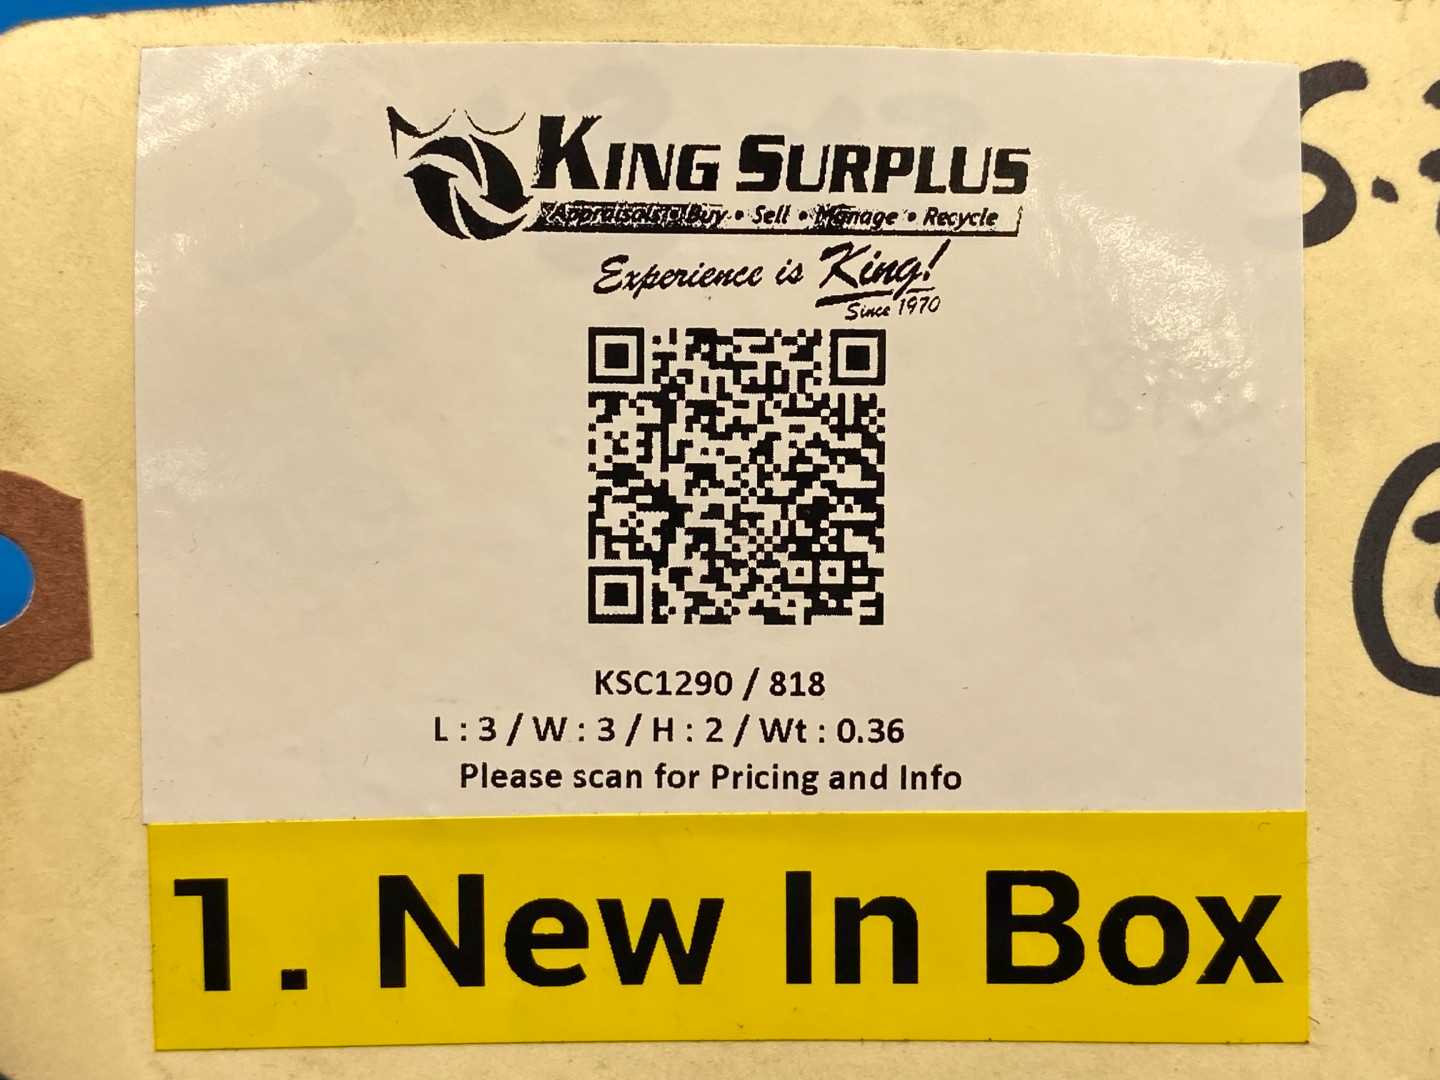 KING SURPLUS
Appraisals • Buy • Sell • Manage • Recycle
Experience is King!
Since 1970
KSC1290 / 818
L : 3 / W : 3 / H : 2 / Wt : 0.36
Please scan for Pricing and Info
1. New In Box